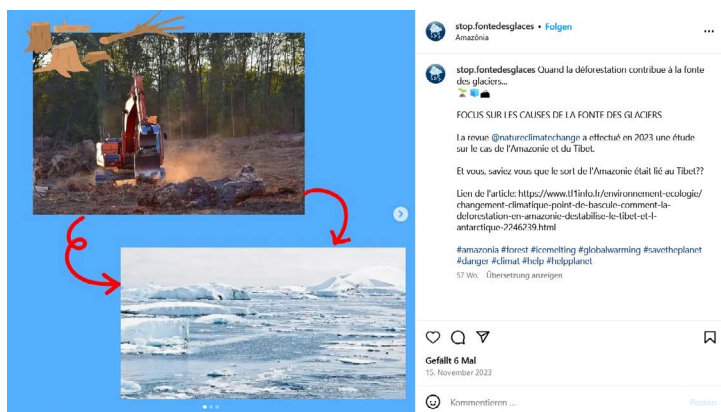 stop.fontedesglaces • Folgen
Amazônia
stop.fontedesglaces Quand la déforestation contribue à la fonte
des glaciers...
FOCUS SUR LES CAUSES DE LA FONTE DES GLACIERS
La revue @natureclimatechange a effectué en 2023 une étude
sur le cas de l'Amazonie et du Tibet.
Et vous, saviez vous que le sort de l'Amazonie était lié au Tibet??
Lien de l'article: https://www.tf1info.fr/environnement-ecologie/
changement-climatique-point-de-bascule-comment-la-
deforestation-en-amazonie-destabilise-le-tibet-et-l-
antarctique-2246239.html
#amazonia #forest #icemelting #globalwarming #savetheplanet
#danger #climat #help #helpplanet
57 Wo. Übersetzung anzeigen
Gefällt 6 Mal
15. November 2023
Kommentieren ...
Posten